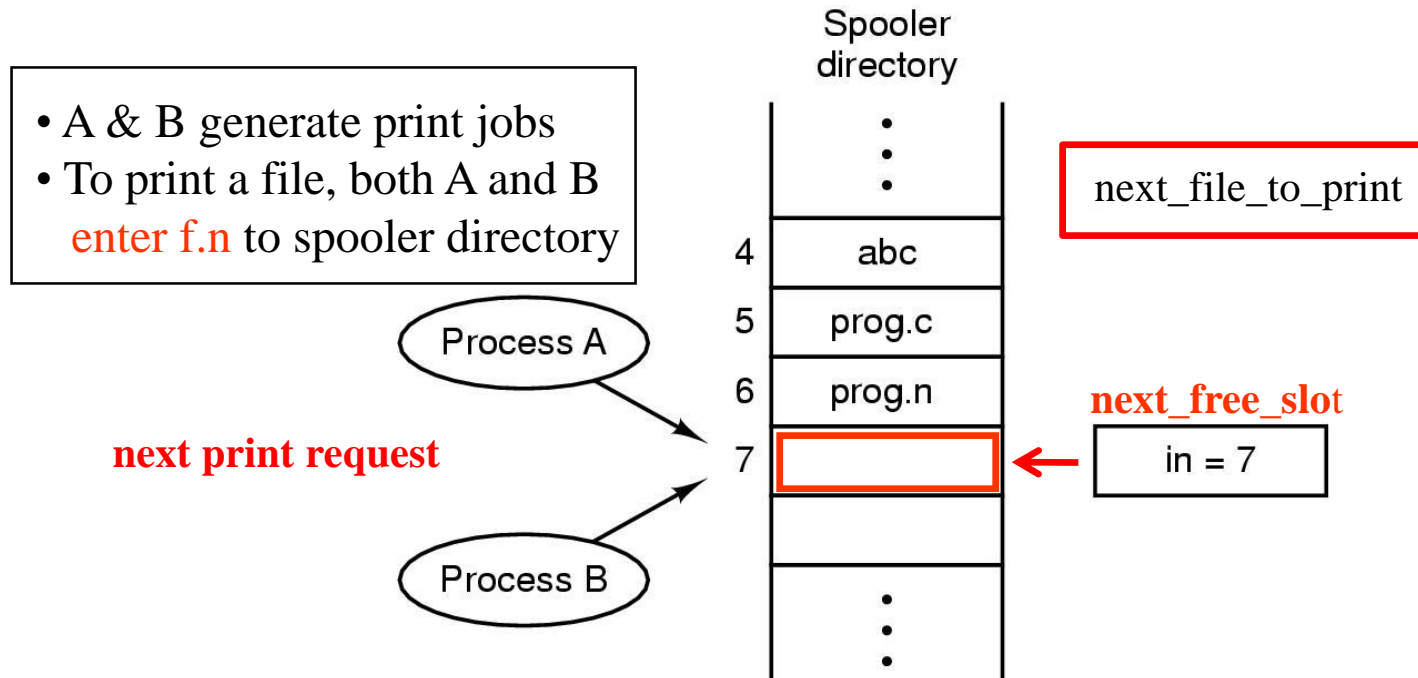 Spooler
directory
• A & B generate print jobs
• To print a file, both A and B
enter f.n to spooler directory
next_file_to_print
4 abc
5 prog.c
6 prog.n
7
Process A
next print request
Process B
next_free_slot
in = 7